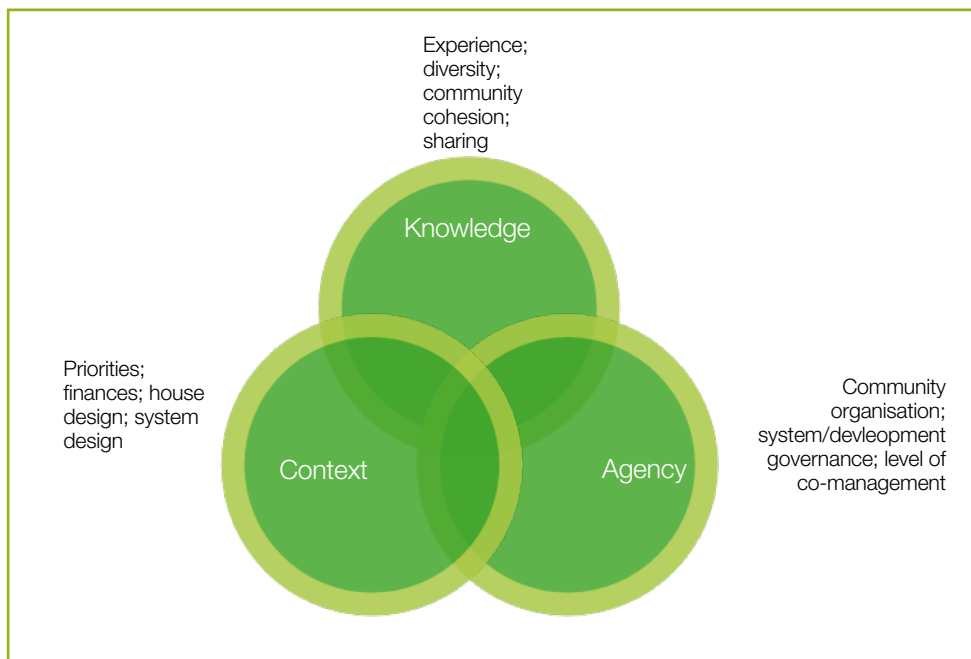 Experience;
diversity;
community
cohesion;
sharing
Knowledge
Priorities;
finances; house
design; system
design
Context
Agency
Community
organisation;
system/devleopment
governance; level of
co-management